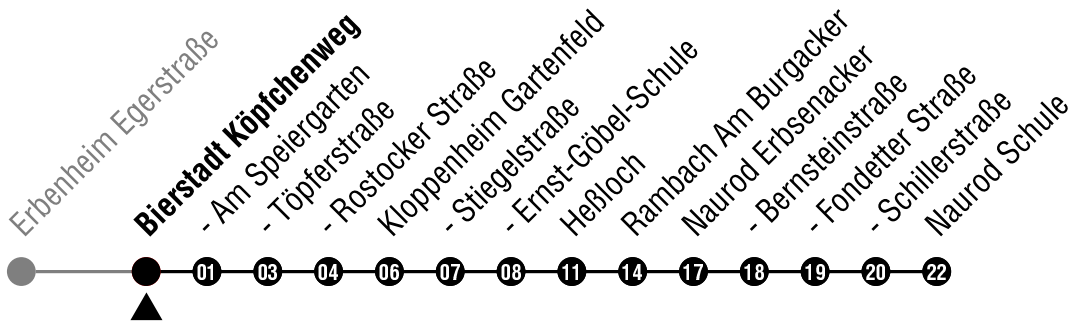 Erbenheim Egerstraße
Bierstadt Köpfchenweg
- Am Speiergarten
- Töpferstraße
- Rostocker Straße
Kloppenheim Gartenfeld
- Stiegelstraße
- Ernst-Göbel-Schule
Heßloch
Rambach Am Burgacker
Naurod Erbsenacker
- Bernsteinstraße
- Fondetter Straße
- Schillerstraße
Naurod Schule
01 03 04 06 07 08 11 14 17 18 19 20 22